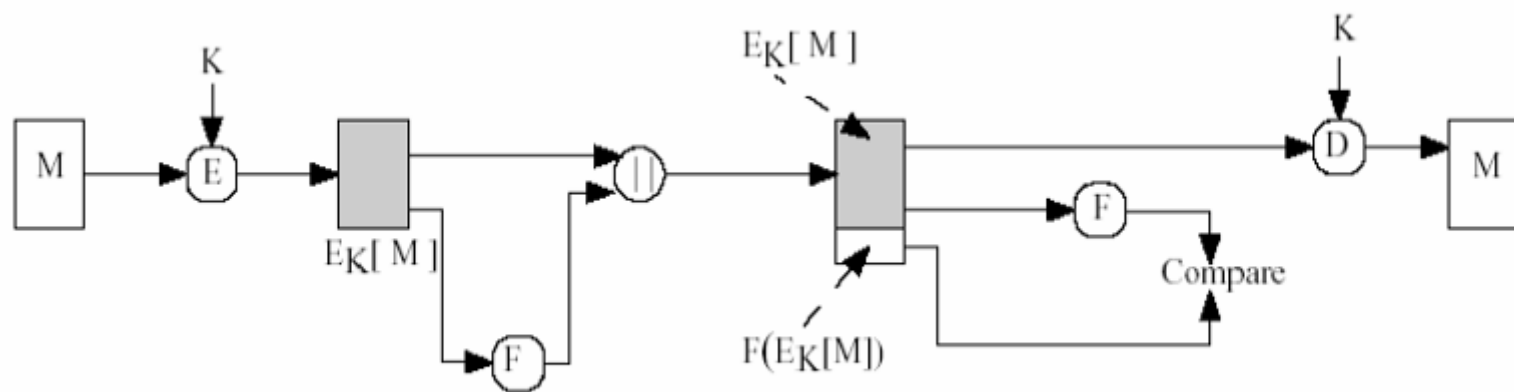 M
K
E
E_K[ M ]
F
||
E_K[ M ]
F(E_K[M])
F
Compare
K
D
M